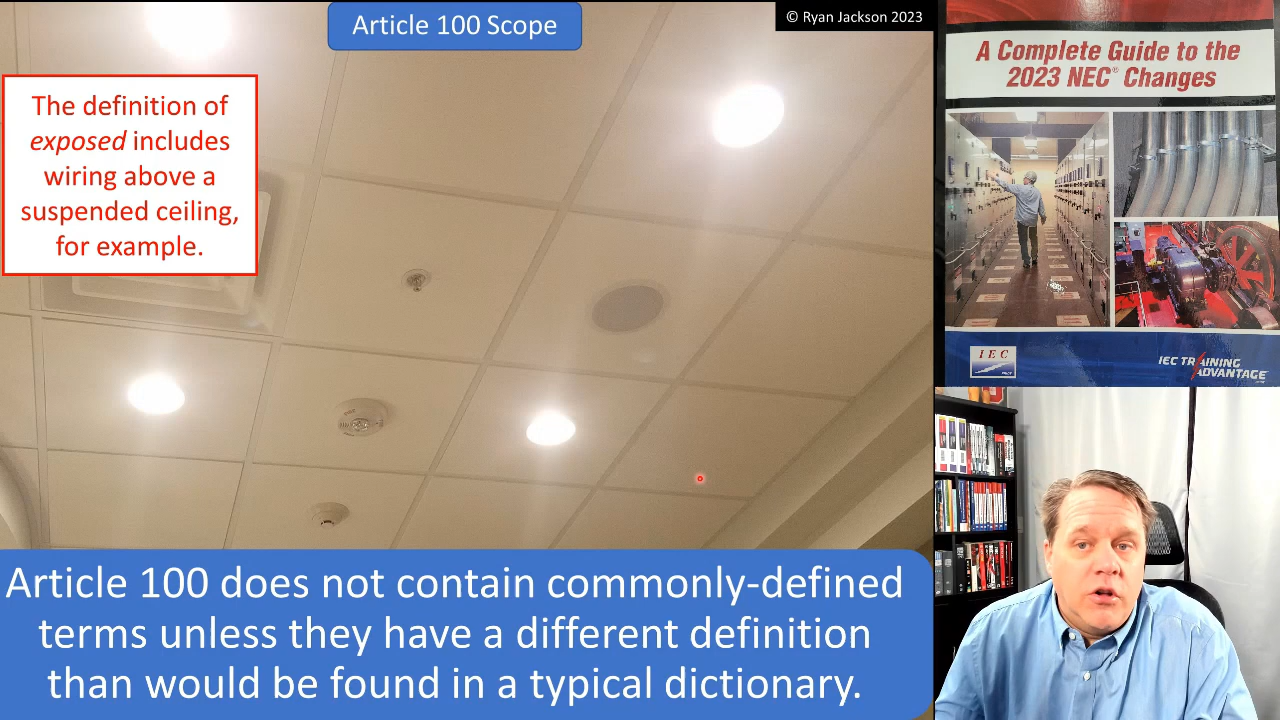 Article 100 Scope
© Ryan Jackson 2023
The definition of
exposed includes
wiring above a
suspended ceiling,
for example.
A Complete Guide to the
2023 NEC® Changes
IEC
IEC TRAINING
ADVANTAGE
Article 100 does not contain commonly-defined
terms unless they have a different definition
than would be found in a typical dictionary.